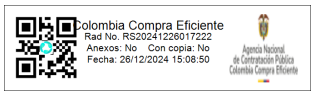 Colombia Compra Eficiente
Rad No. RS20241226017222
Anexos: No Con copia: No
Fecha: 26/12/2024 15:08:50
Agencia Nacional
de Contratación Pública
Colombia Compra Eficiente